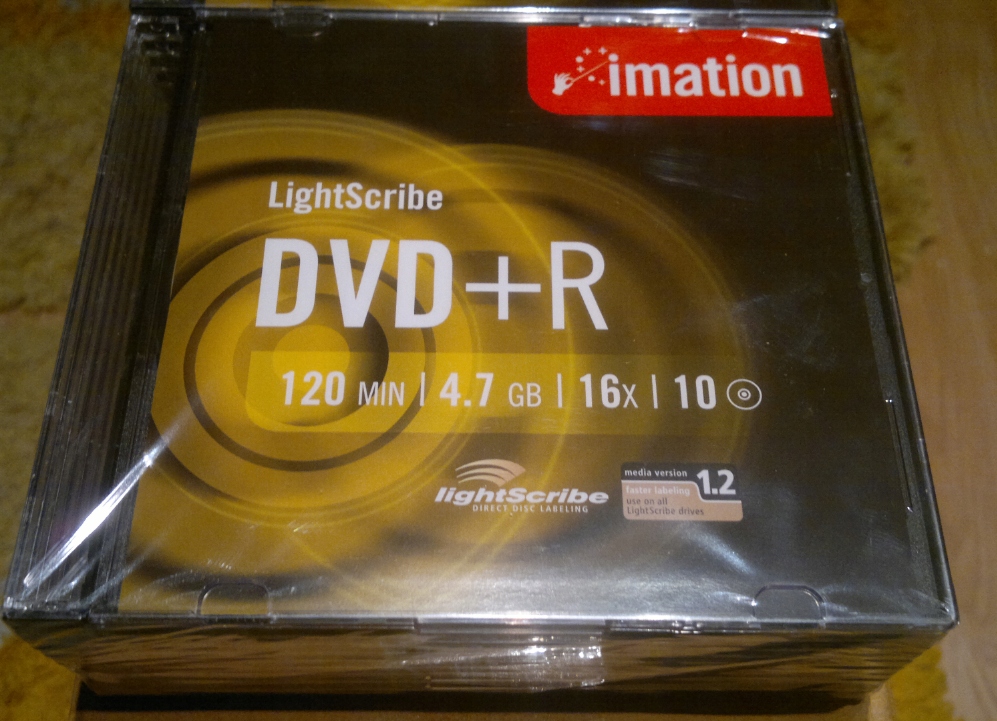 imation
LightScribe
DVD+R
120 MIN | 4.7 GB | 16x | 10
lightScribe
DIRECT DISC LABELING
media version 1.2
faster labeling
use on all
LightScribe drives